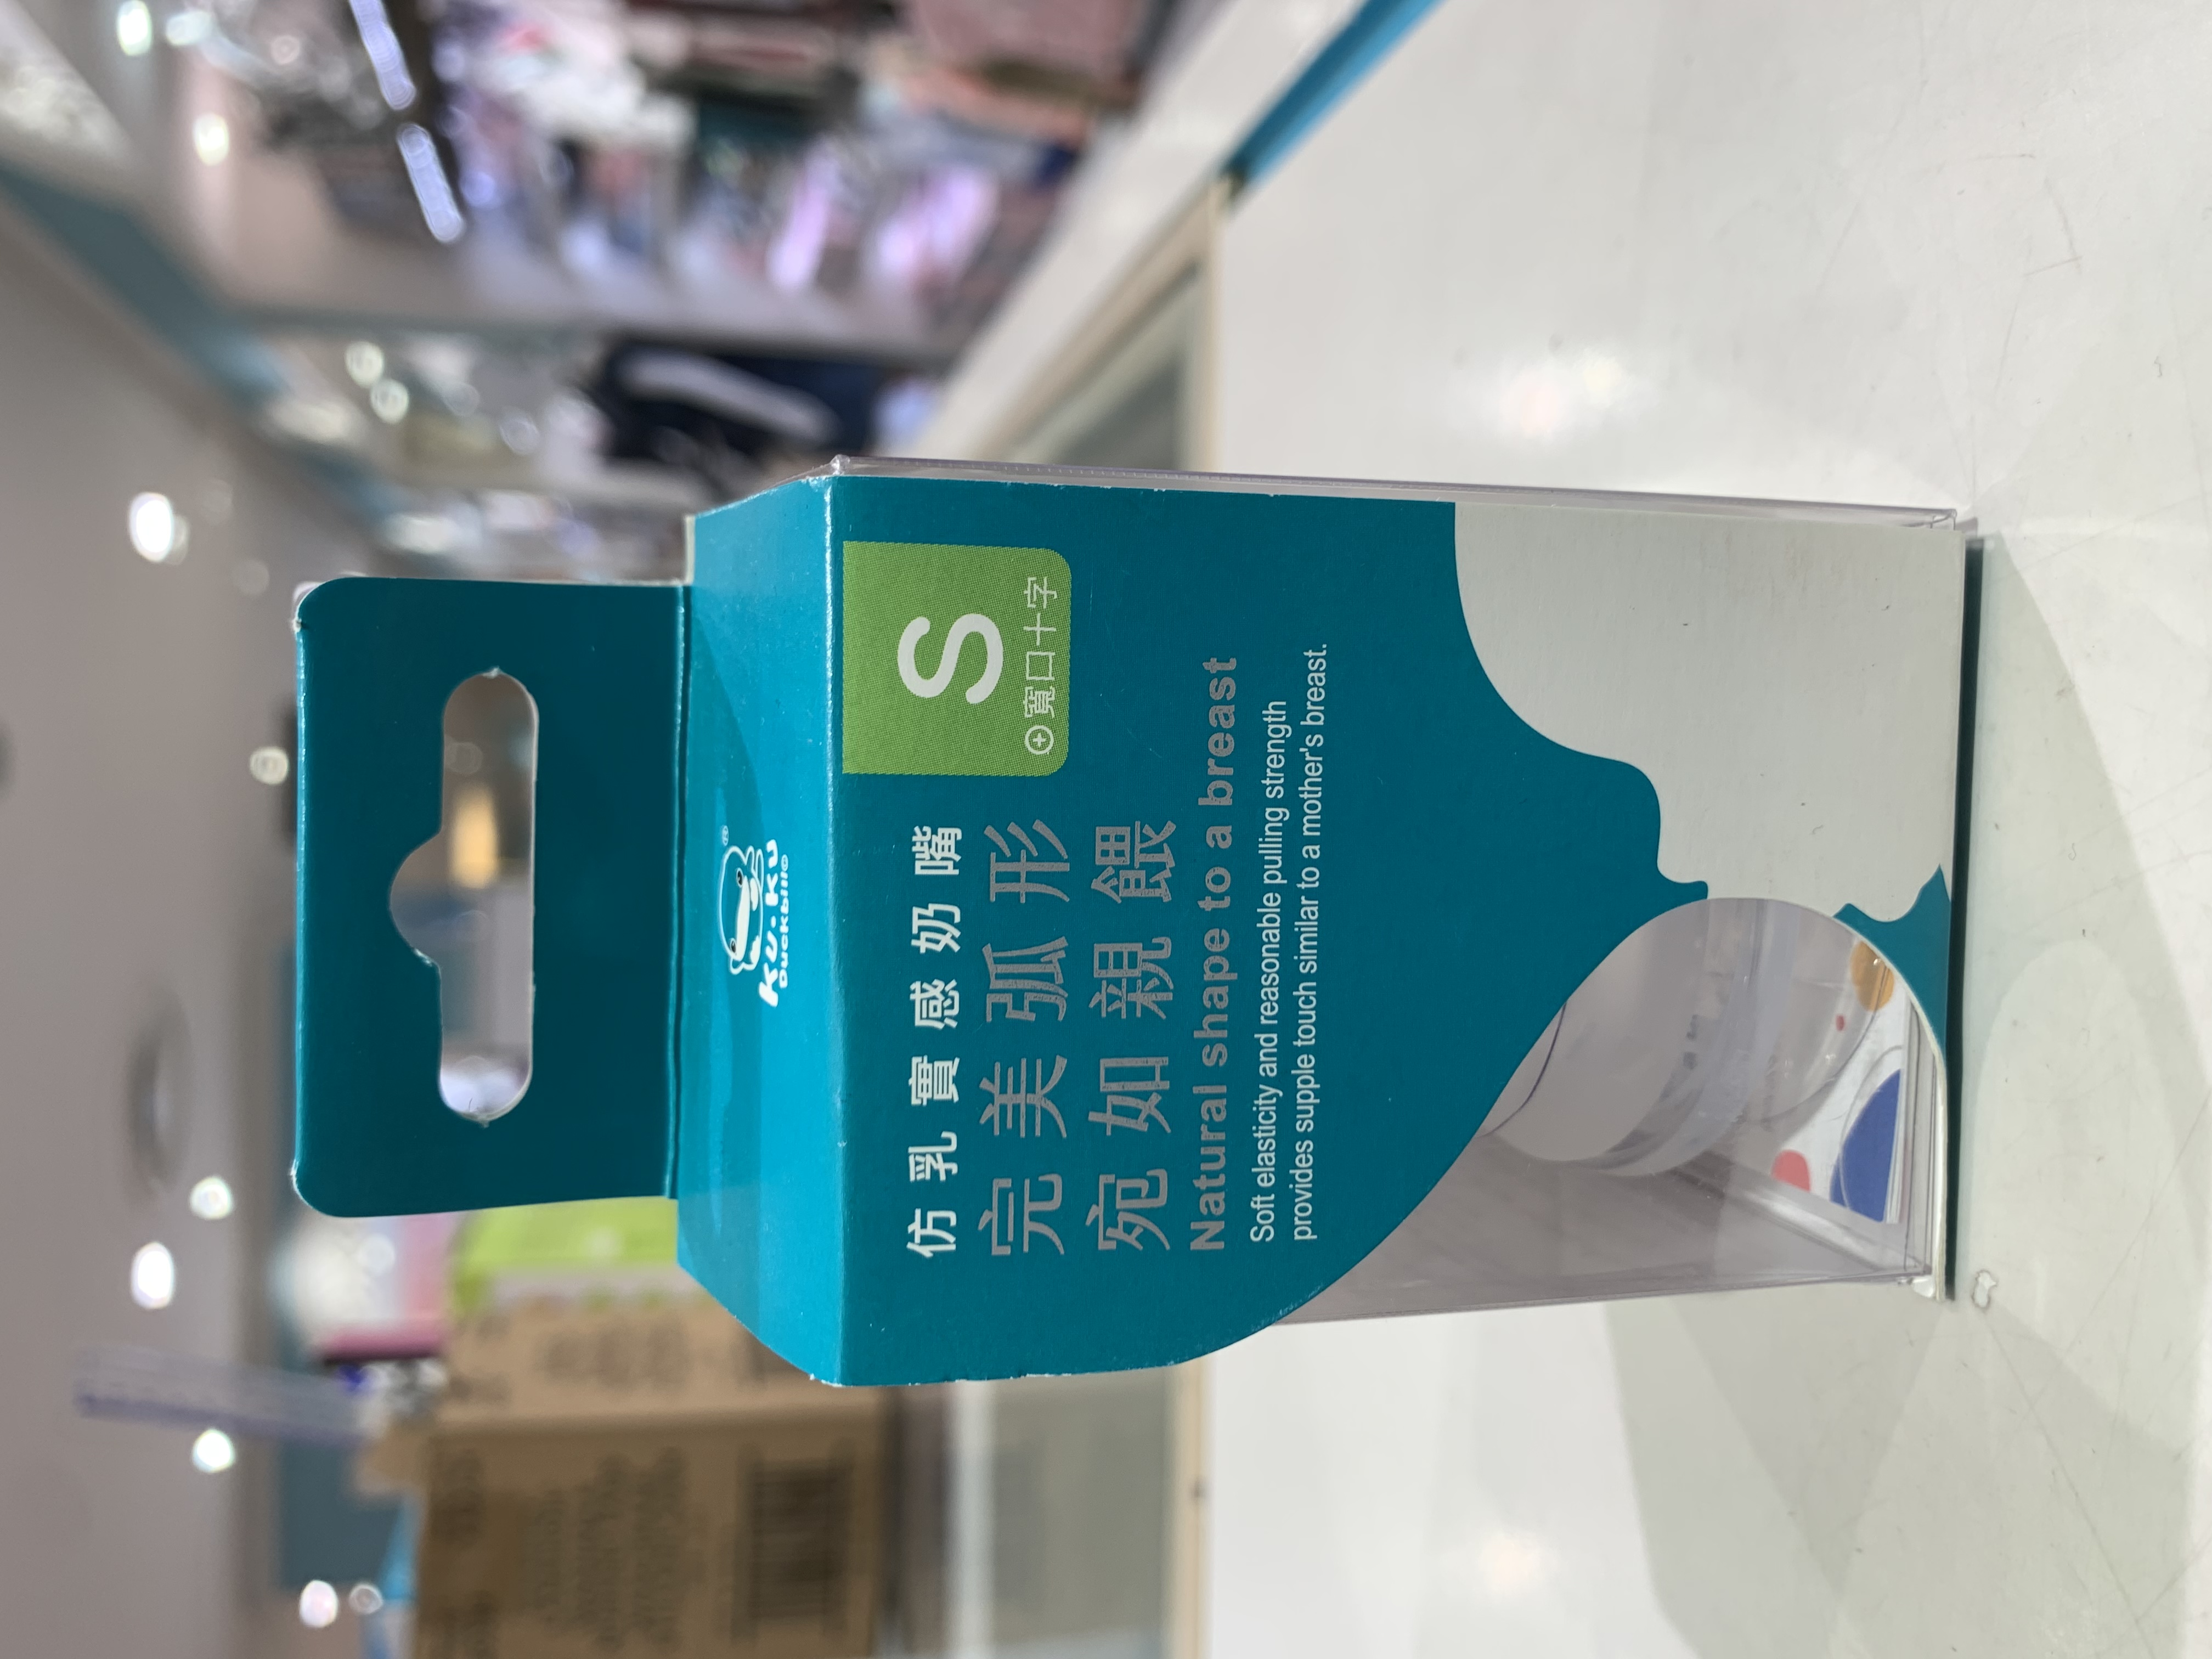 Ku.Ku®
Duckbill®
S
⊕寬口十字
仿乳實感奶嘴
完美弧形
宛如親餵
Natural shape to a breast
Soft elasticity and reasonable pulling strength
provides supple touch similar to a mother's breast.